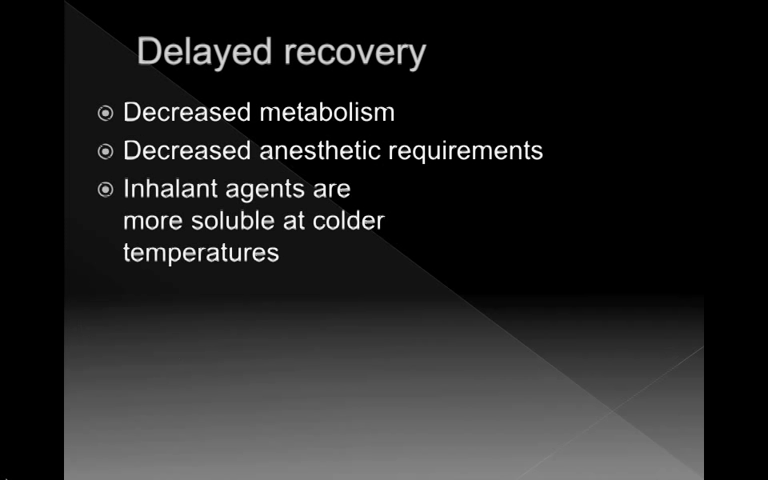 Delayed recovery
Decreased metabolism
Decreased anesthetic requirements
Inhalant agents are
more soluble at colder
temperatures